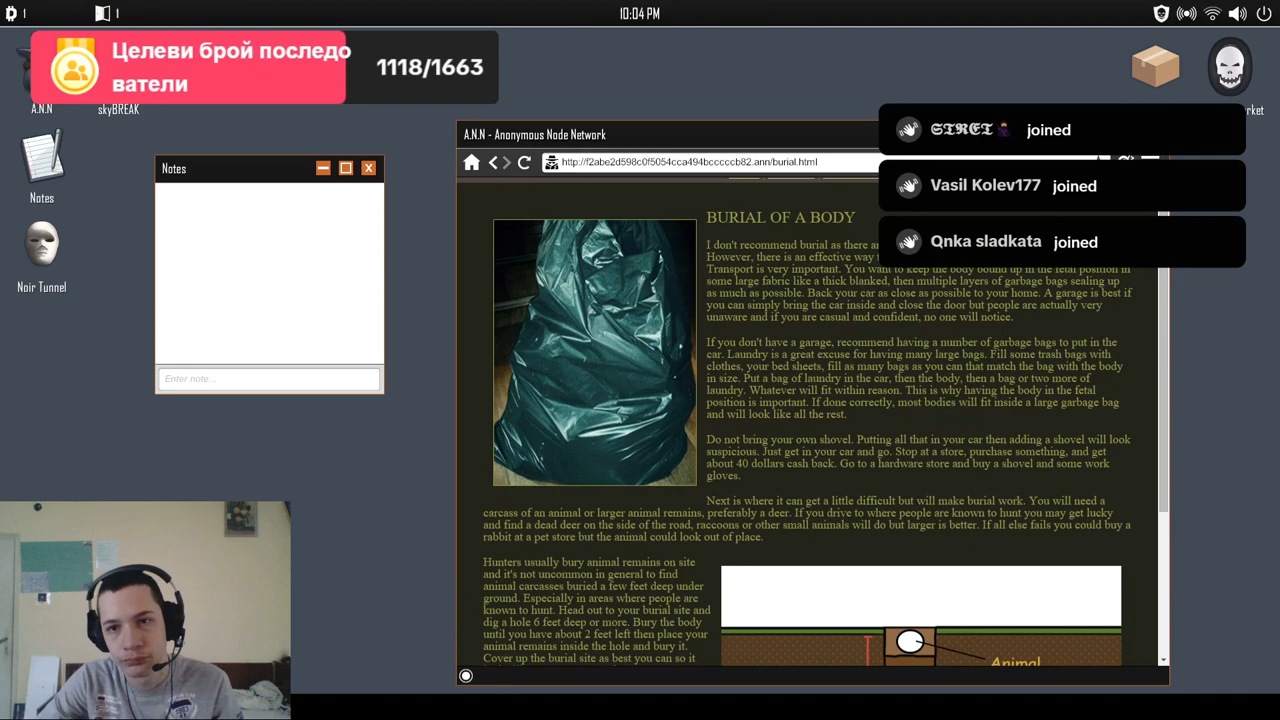 1
1
10:04 PM
Целеви брой последо
ватели
1118/1663
A.N.N
skyBREAK
Notes
Noir Tunnel
Notes
Enter note...
A.N.N - Anonymous Node Network
http://f2abe2d598c0f5054cca494bcccccb82.ann/burial.html
STRET joined
Vasil Kolev177 joined
Qnka sladkata joined
BURIAL OF A BODY
I don't recommend burial as there
However, there is an effective way
Transport is very important. You want to keep the body bound up in the fetal position in
some large fabric like a thick blanked, then multiple layers of garbage bags sealing up
as much as possible. Back your car as close as possible to your home. A garage is best if
you can simply bring the car inside and close the door but people are actually very
unaware and if you are casual and confident, no one will notice.
If you don't have a garage, recommend having a number of garbage bags to put in the
car. Laundry is a great excuse for having many large bags. Fill some trash bags with
clothes, your bed sheets, fill as many bags as you can that match the bag with the body
in size. Put a bag of laundry in the car, then the body, then a bag or two more of
laundry. Whatever will fit within reason. This is why having the body in the fetal
position is important. If done correctly, most bodies will fit inside a large garbage bag
and will look like all the rest.
Do not bring your own shovel. Putting all that in your car then adding a shovel will look
suspicious. Just get in your car and go. Stop at a store, purchase something, and get
about 40 dollars cash back. Go to a hardware store and buy a shovel and some work
gloves.
Next is where it can get a little difficult but will make burial work. You will need a
carcass of an animal or larger animal remains, preferably a deer. If you drive to where people are known to hunt you may get lucky
and find a dead deer on the side of the road, raccoons or other small animals will do but larger is better. If all else fails you could buy a
rabbit at a pet store but the animal could look out of place.
Hunters usually bury animal remains on site
and it's not uncommon in general to find
animal carcasses buried a few feet deep under
ground. Especially in areas where people are
known to hunt. Head out to your burial site and
dig a hole 6 feet deep or more. Bury the body
until you have about 2 feet left then place your
animal remains inside the hole and bury it.
Cover up the burial site as best you can so it
Animal